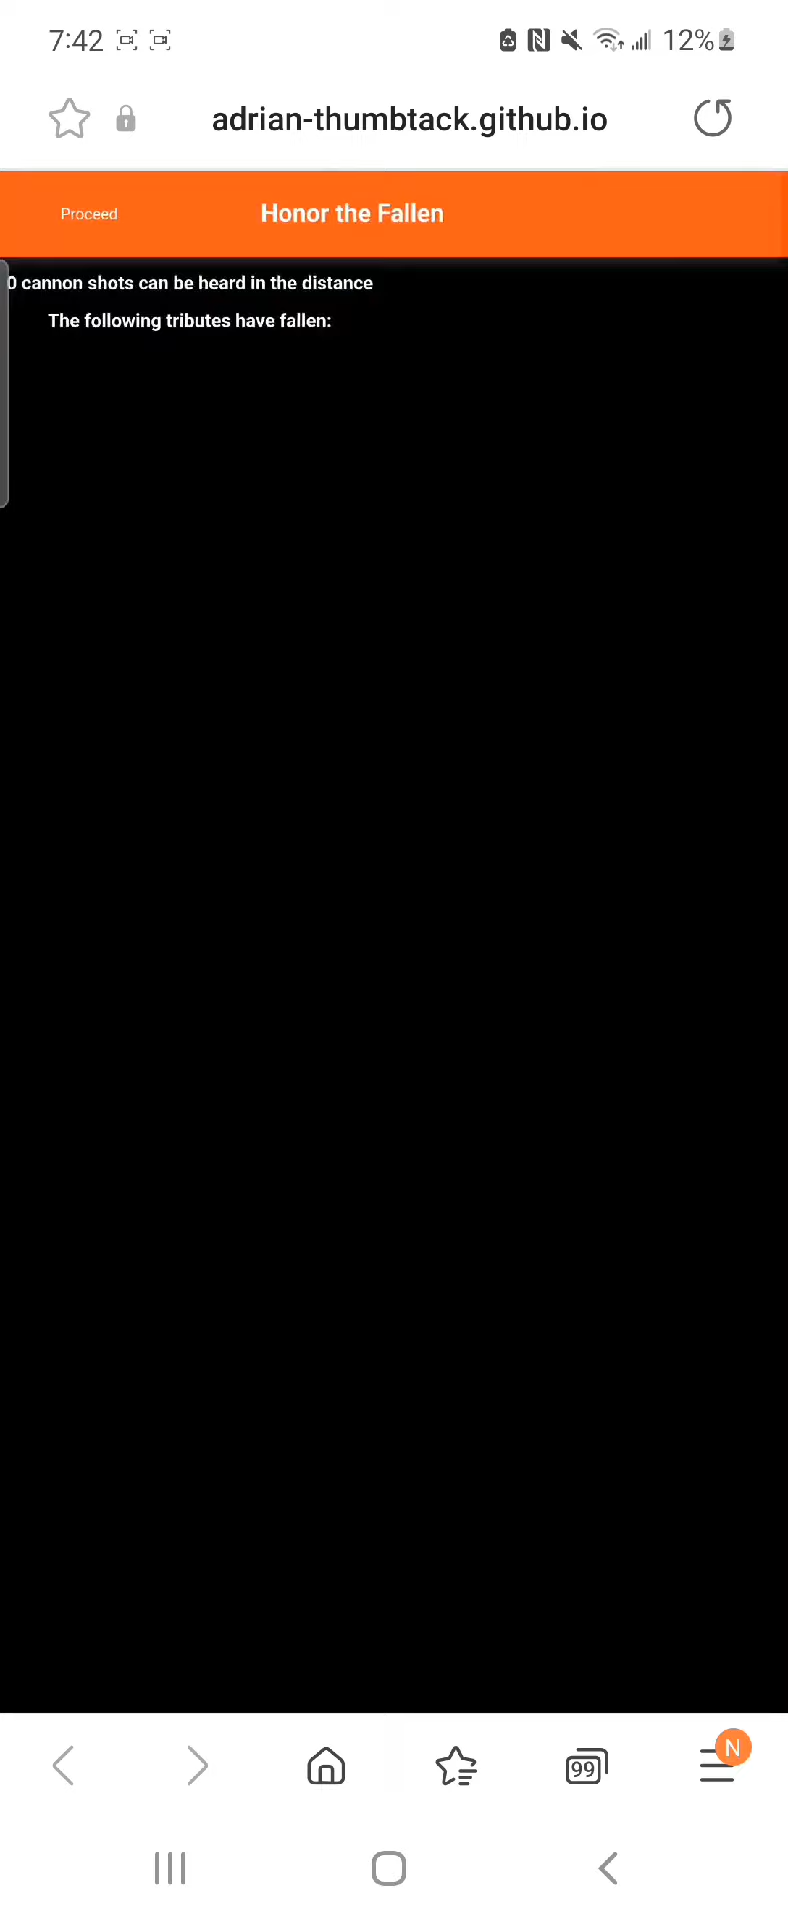 7:42
12%
adrian-thumbtack.github.io
Proceed
Honor the Fallen
0 cannon shots can be heard in the distance
The following tributes have fallen:
99
N